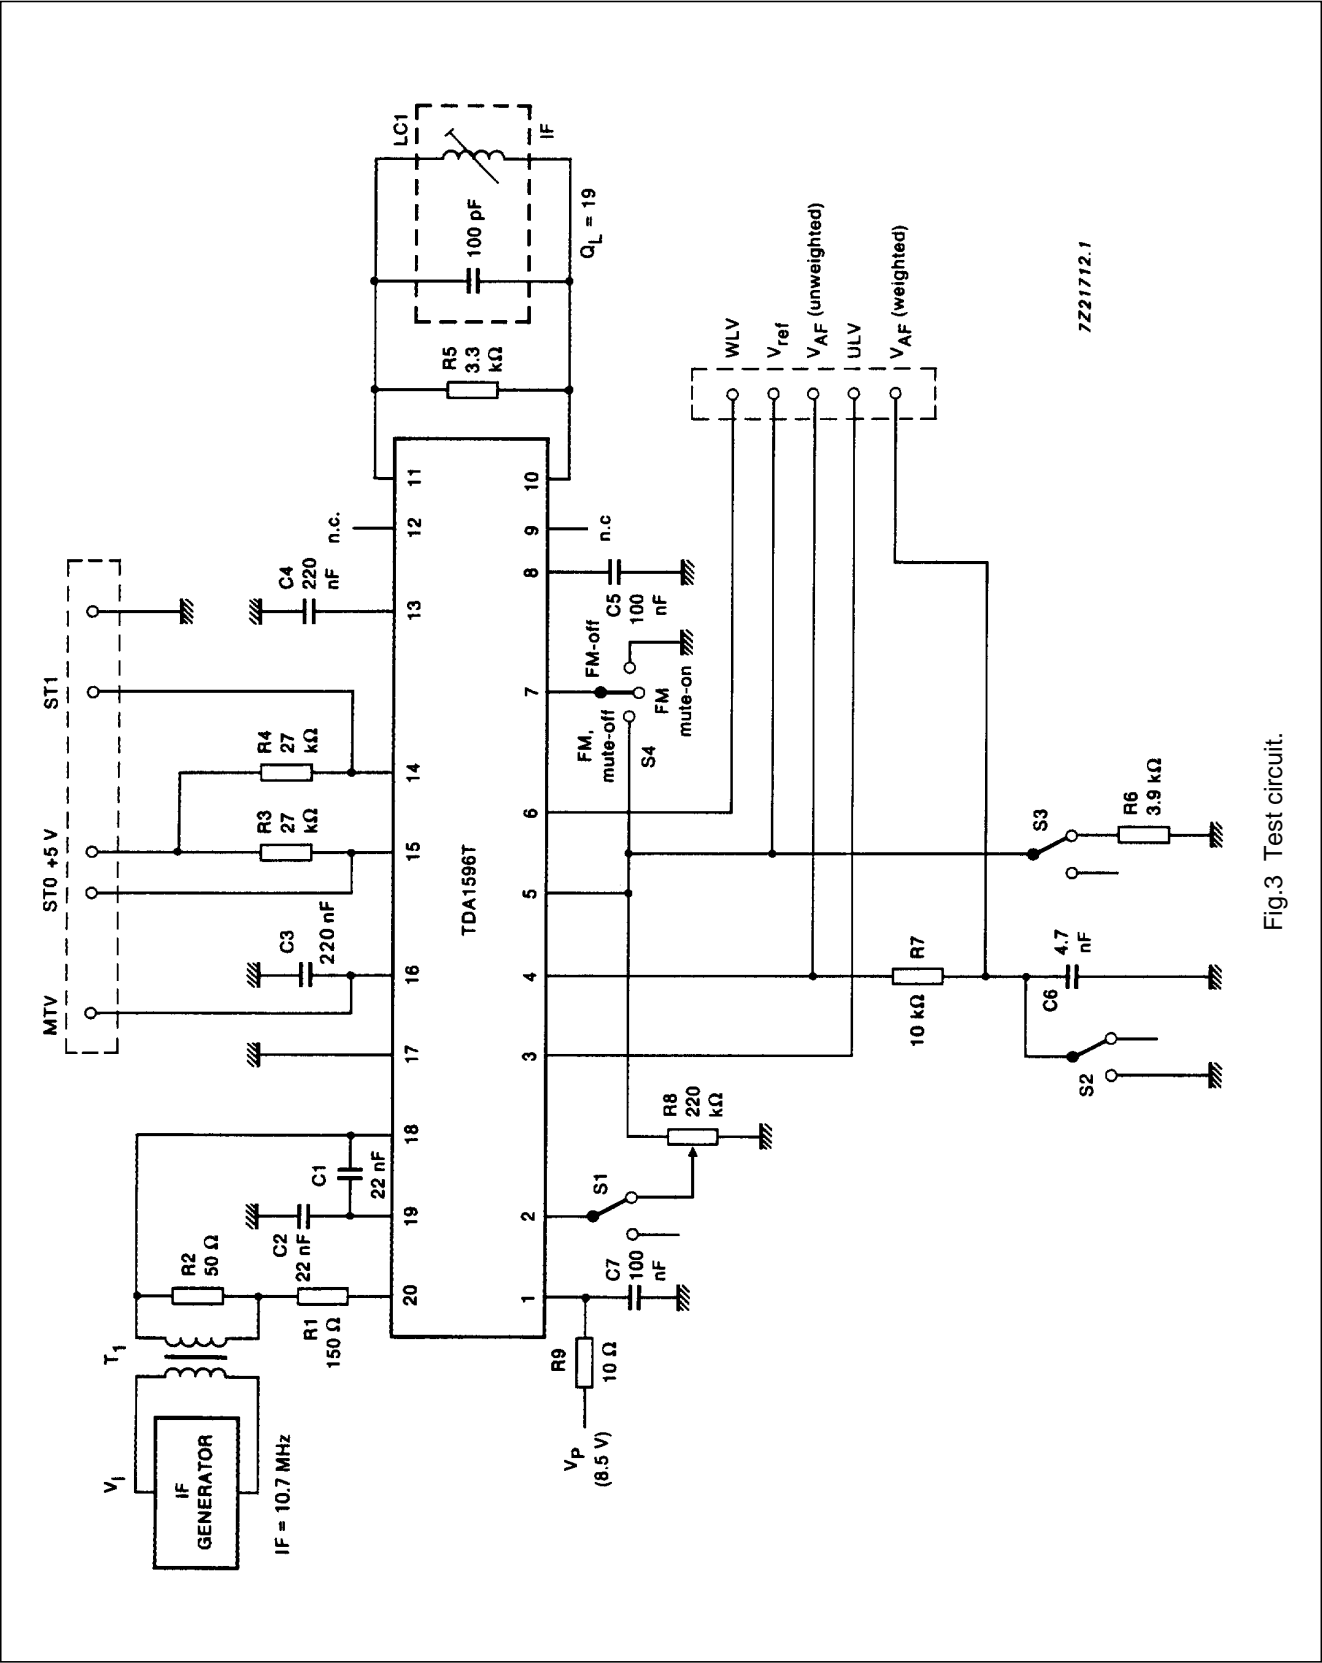 V_I
IF
GENERATOR
IF = 10.7 MHz
T_1
R2
50 Ω
R1
150 Ω
C2
22 nF
C1
22 nF
MTV
ST0 +5 V
ST1
C3
220 nF
R3
27
kΩ
R4
27
kΩ
C4
220
nF
n.c.
20
19
18
17
16
15
14
13
12
11
TDA1596T
1
2
3
4
5
6
7
8
9
10
LC1
100 pF
IF
R5
3.3
kΩ
Q_L = 19
V_P
(8.5 V)
R9
10 Ω
C7
100
nF
S1
R8
220
kΩ
FM,
mute-off
S4
FM-off
FM
mute-on
C5
100
nF
n.c
WLV
V_ref
V_AF (unweighted)
ULV
V_AF (weighted)
10 kΩ
R7
S2
C6
4.7
nF
S3
R6
3.9 kΩ
7Z21712.1
Fig.3 Test circuit.